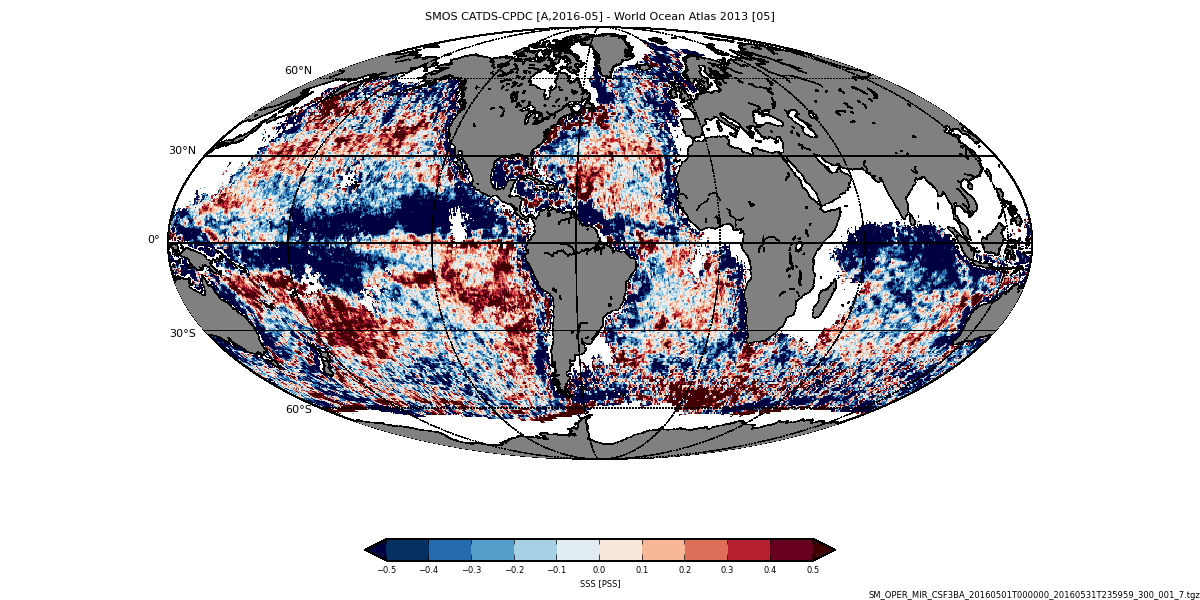 SMOS CATDS-CPDC [A,2016-05] - World Ocean Atlas 2013 [05]
60°N
30°N
0°
30°S
60°S
−0.5 −0.4 −0.3 −0.2 −0.1 0.0 0.1 0.2 0.3 0.4 0.5
SSS [PSS]
SM_OPER_MIR_CSF3BA_20160501T000000_20160531T235959_300_001_7.tgz